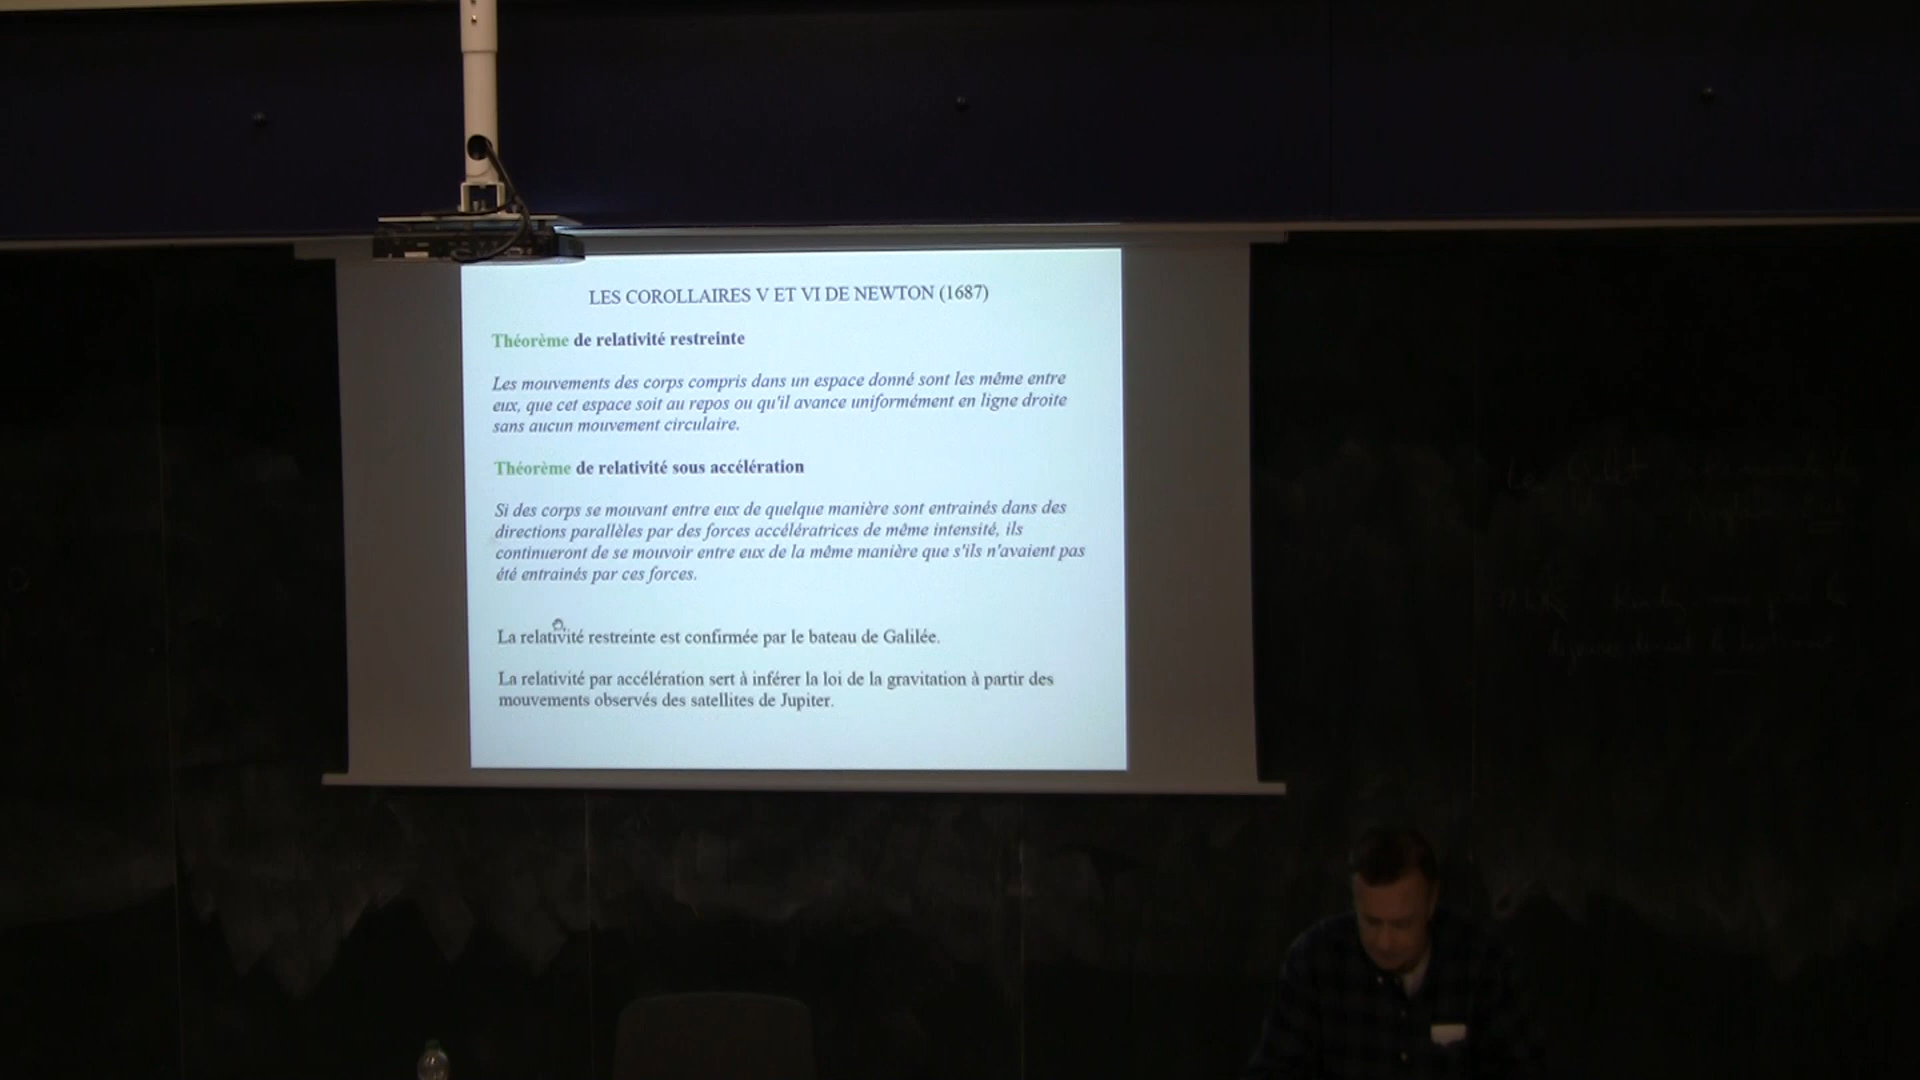 LES COROLLAIRES V ET VI DE NEWTON (1687)
Théorème de relativité restreinte
Les mouvements des corps compris dans un espace donné sont les même entre
eux, que cet espace soit au repos ou qu'il avance uniformément en ligne droite
sans aucun mouvement circulaire.
Théorème de relativité sous accélération
Si des corps se mouvant entre eux de quelque manière sont entrainés dans des
directions parallèles par des forces accélératrices de même intensité, ils
continueront de se mouvoir entre eux de la même manière que s'ils n'avaient pas
été entrainés par ces forces.
La relativité restreinte est confirmée par le bateau de Galilée.
La relativité par accélération sert à inférer la loi de la gravitation à partir des
mouvements observés des satellites de Jupiter.